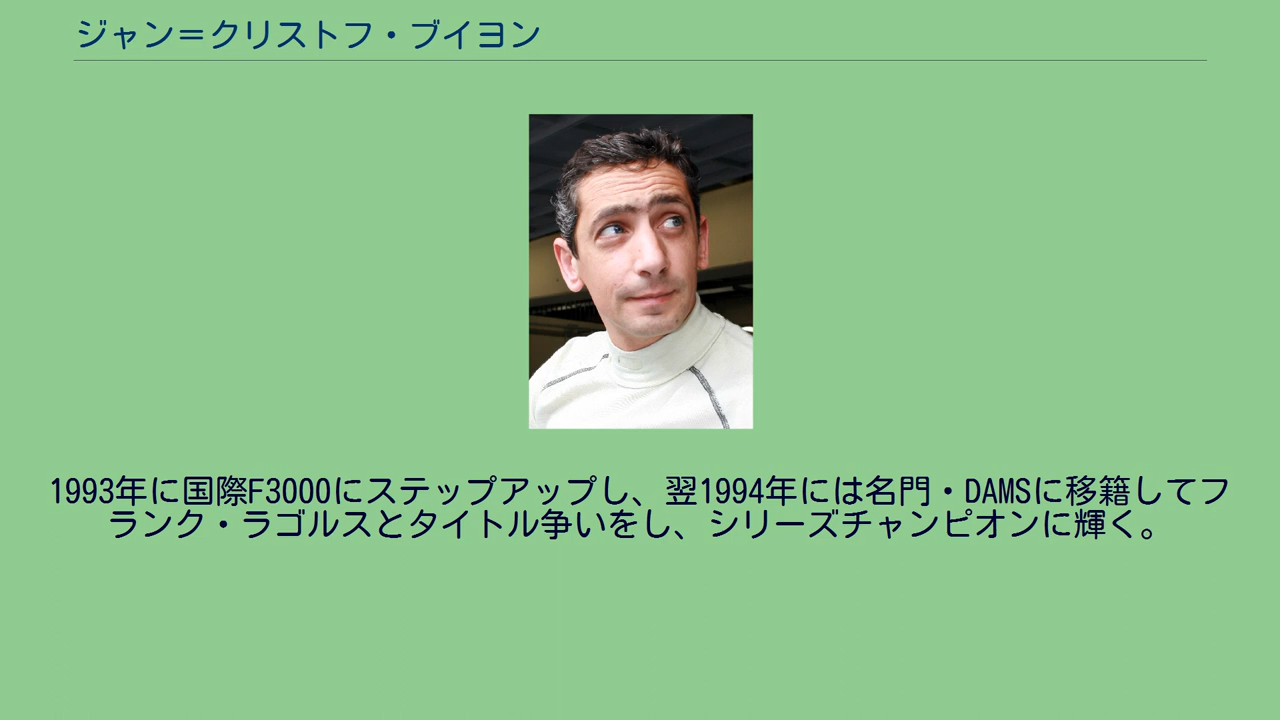 ジャン＝クリストフ・ブイヨン
1993年に国際F3000にステップアップし、翌1994年には名門・DAMSに移籍してフ
ランク・ラゴルスとタイトル争いをし、シリーズチャンピオンに輝く。